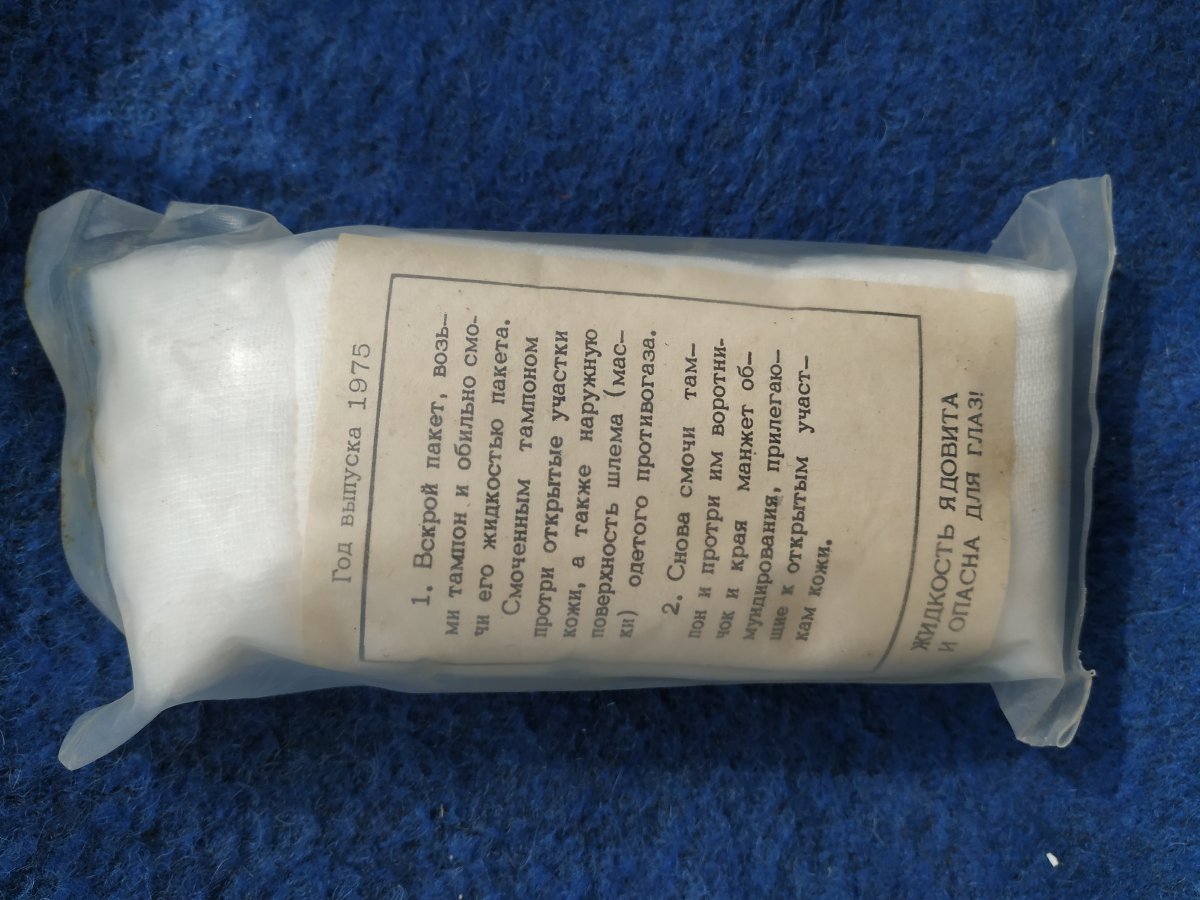 Год выпуска 1975
1. Вскрой пакет, возь–
ми тампон и обильно смо-
чи его жидкостью пакета.
Смоченным тампоном
протри открытые участки
кожи, а также наружную
поверхность шлема (мас–
ки) одетого противогаза.
2. Снова смочи там–
пон и протри им воротни-
чок и края манжет об–
мундирования, прилегаю–
щие к открытым участ–
кам кожи.
ЖИДКОСТЬ ЯДОВИТА
И ОПАСНА ДЛЯ ГЛАЗ!